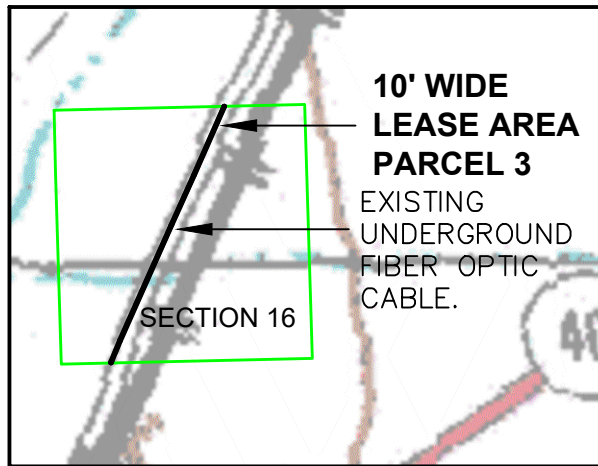 10' WIDE
LEASE AREA
PARCEL 3
EXISTING
UNDERGROUND
FIBER OPTIC
CABLE.
SECTION 16